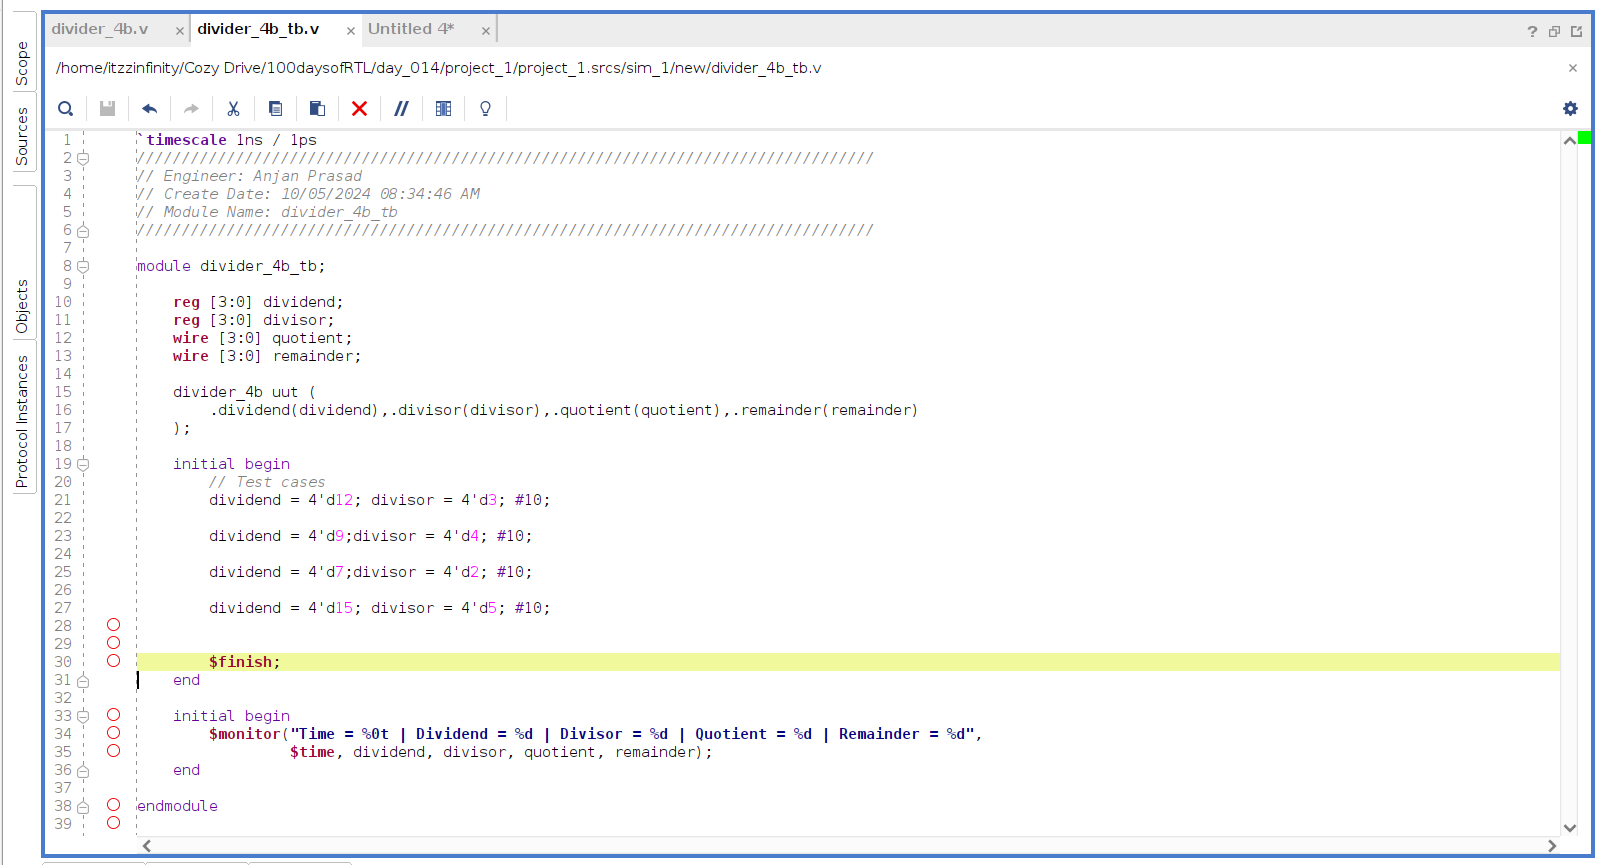 divider_4b.v × divider_4b_tb.v × Untitled 4* ×
/home/itzzinfinity/Cozy Drive/100daysofRTL/day_014/project_1/project_1.srcs/sim_1/new/divider_4b_tb.v ×
Scope
Sources
Objects
Protocol Instances
1 `timescale 1ns / 1ps
2 //////////////////////////////////////////////////////////////////////////////////
3 // Engineer: Anjan Prasad
4 // Create Date: 10/05/2024 08:34:46 AM
5 // Module Name: divider_4b_tb
6 //////////////////////////////////////////////////////////////////////////////////
7
8 module divider_4b_tb;
9
10 reg [3:0] dividend;
11 reg [3:0] divisor;
12 wire [3:0] quotient;
13 wire [3:0] remainder;
14
15 divider_4b uut (
16 .dividend(dividend),.divisor(divisor),.quotient(quotient),.remainder(remainder)
17 );
18
19 initial begin
20 // Test cases
21 dividend = 4'd12; divisor = 4'd3; #10;
22
23 dividend = 4'd9;divisor = 4'd4; #10;
24
25 dividend = 4'd7;divisor = 4'd2; #10;
26
27 dividend = 4'd15; divisor = 4'd5; #10;
28
29
30 $finish;
31 end
32
33 initial begin
34 $monitor("Time = %0t | Dividend = %d | Divisor = %d | Quotient = %d | Remainder = %d",
35 $time, dividend, divisor, quotient, remainder);
36 end
37
38 endmodule
39